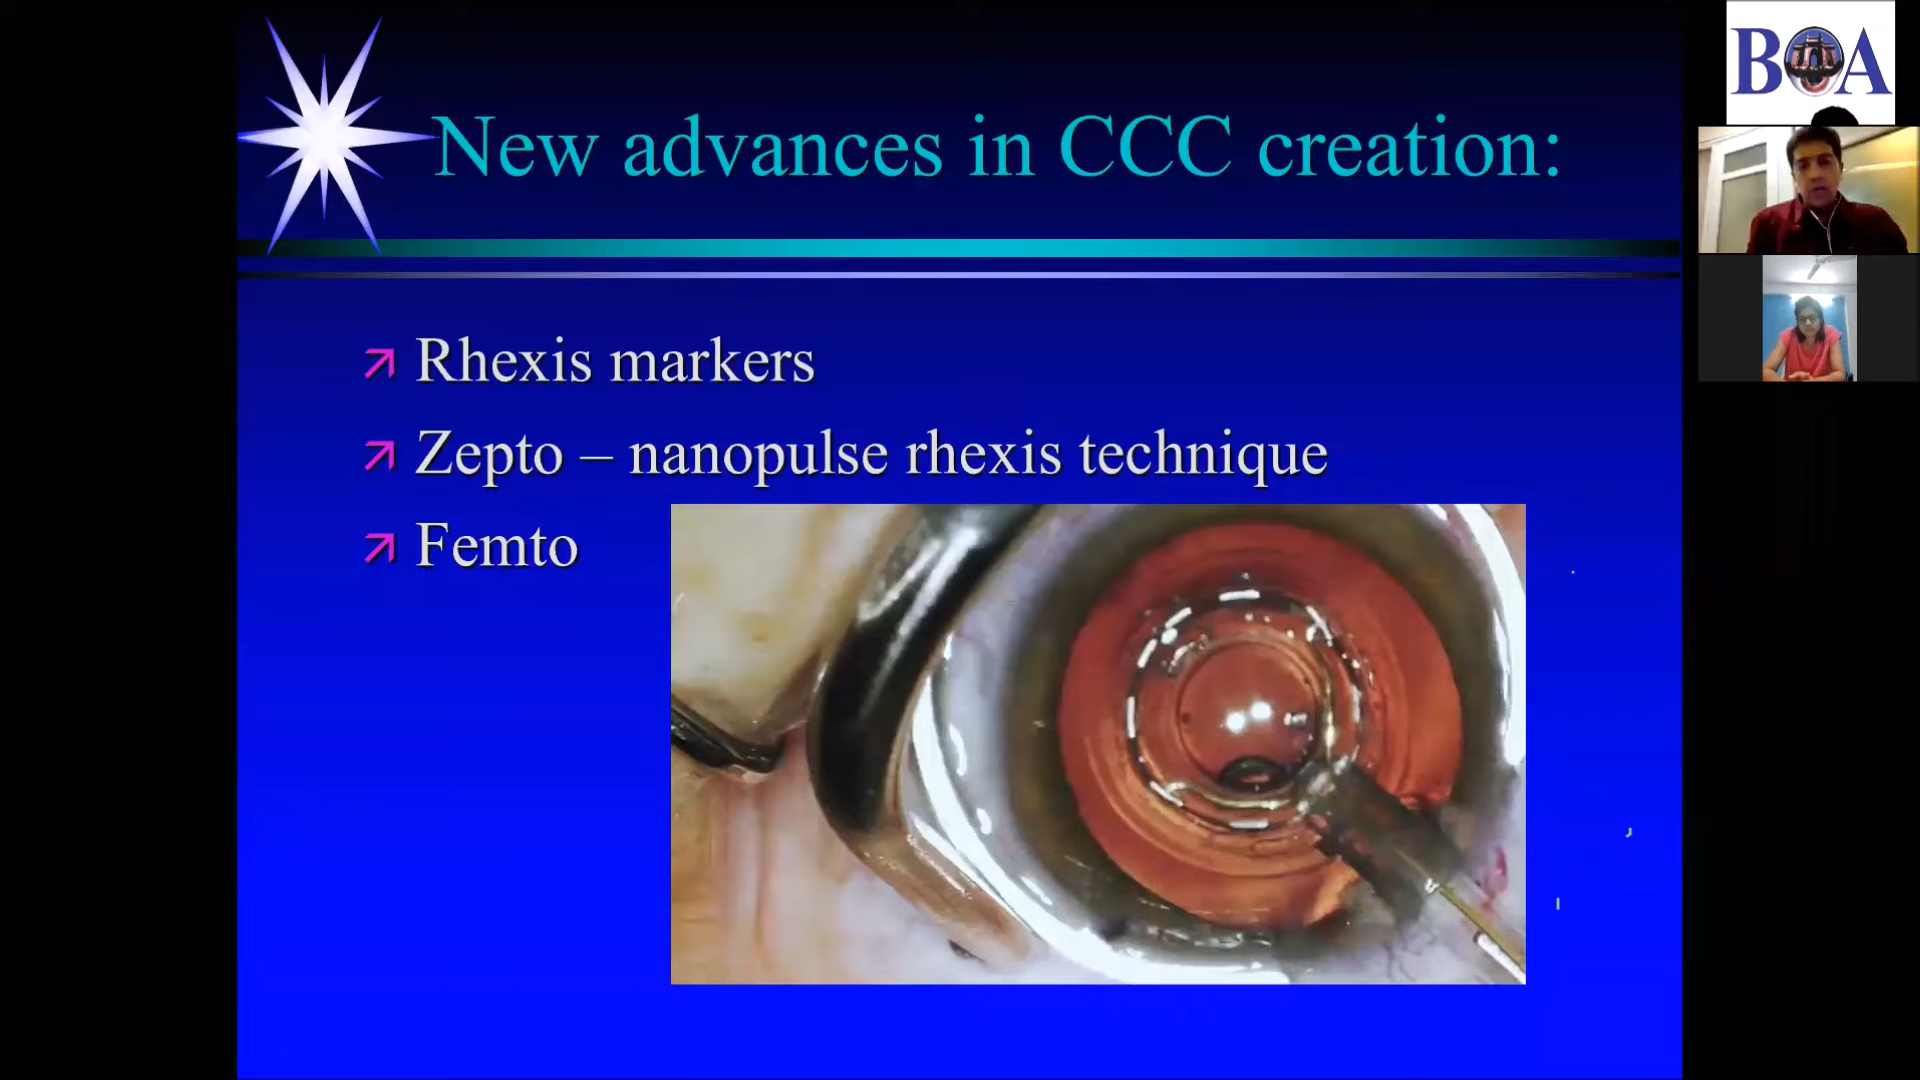 New advances in CCC creation:
Rhexis markers
Zepto – nanopulse rhexis technique
Femto
BOA